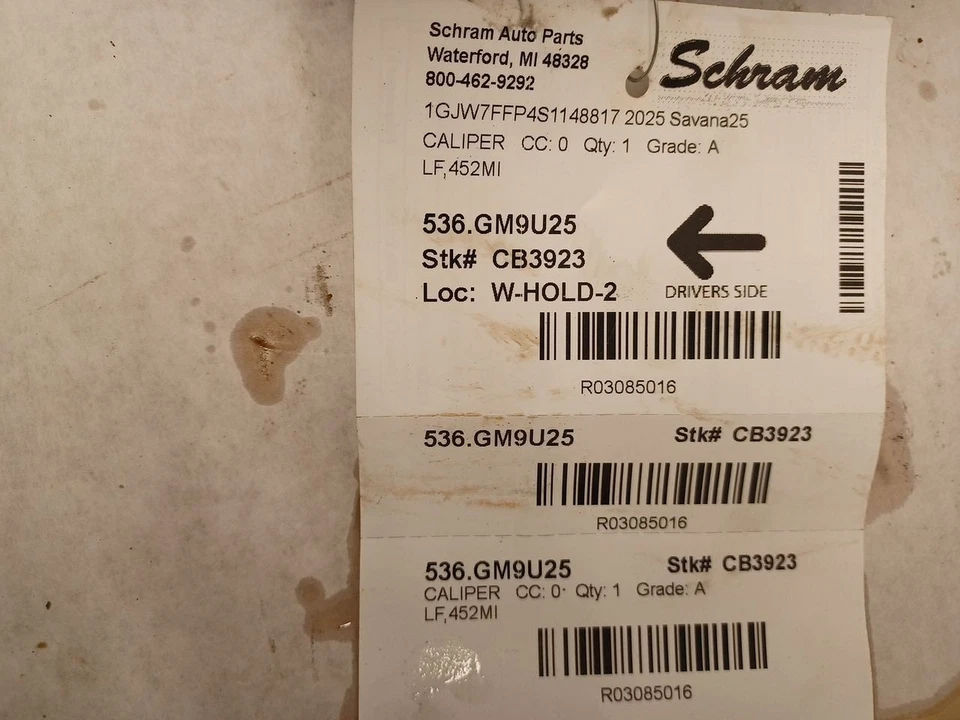 Schram Auto Parts
Waterford, MI 48328
800-462-9292
Schram
1GJW7FFP4S1148817 2025 Savana25
CALIPER CC: 0 Qty: 1 Grade: A
LF,452MI
536.GM9U25
Stk# CB3923
Loc: W-HOLD-2
DRIVERS SIDE
R03085016
536.GM9U25 Stk# CB3923
R03085016
536.GM9U25 Stk# CB3923
CALIPER CC: 0 Qty: 1 Grade: A
LF,452MI
R03085016